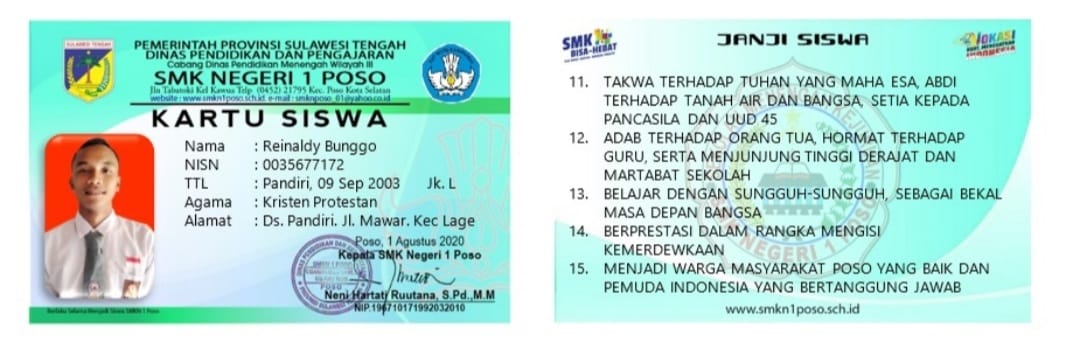 SULAWESI TENGAH
PEMERINTAH PROVINSI SULAWESI TENGAH
DINAS PENDIDIKAN DAN PENGAJARAN
Cabang Dinas Pendidikan Menengah Wilayah III
SMK NEGERI 1 POSO
Jln Tabatoki Kel Kawua Telp (0452) 21795 Kec. Poso Kota Selatan
website : www.smkn1poso.sch.id. e-mail : smknposo_01@yahoo.co.id
KARTU SISWA
Nama : Reinaldy Bunggo
NISN : 0035677172
TTL : Pandiri, 09 Sep 2003 Jk. L
Agama : Kristen Protestan
Alamat : Ds. Pandiri. Jl. Mawar. Kec Lage
Poso, 1 Agustus 2020
Kepala SMK Negeri 1 Poso
Neni Hartati Ruutana, S.Pd.,M.M
NIP.196710171992032010
Berlaku Selama Menjadi Siswa SMKN 1 Poso
SMK
BISA-HEBAT
JANJI SISWA
VOKASI
KUAT, MENGUATKAN
INDONESIA
11. TAKWA TERHADAP TUHAN YANG MAHA ESA, ABDI
TERHADAP TANAH AIR DAN BANGSA, SETIA KEPADA
PANCASILA DAN UUD 45
12. ADAB TERHADAP ORANG TUA, HORMAT TERHADAP
GURU, SERTA MENJUNJUNG TINGGI DERAJAT DAN
MARTABAT SEKOLAH
13. BELAJAR DENGAN SUNGGUH-SUNGGUH, SEBAGAI BEKAL
MASA DEPAN BANGSA
14. BERPRESTASI DALAM RANGKA MENGISI
KEMERDEWKAAN
15. MENJADI WARGA MASYARAKAT POSO YANG BAIK DAN
PEMUDA INDONESIA YANG BERTANGGUNG JAWAB
www.smkn1poso.sch.id